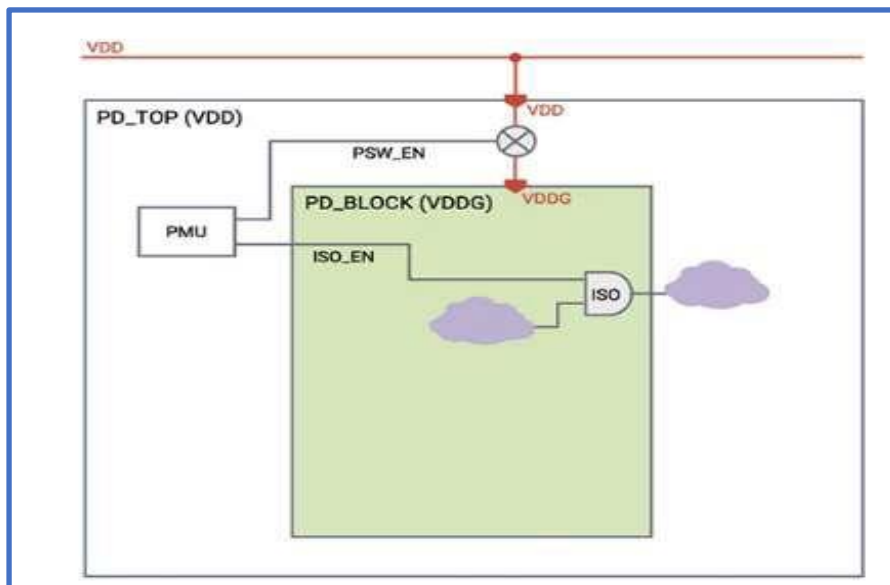 VDD
PD_TOP (VDD)
VDD
PSW_EN
PD_BLOCK (VDDG)
VDDG
PMU
ISO_EN
ISO